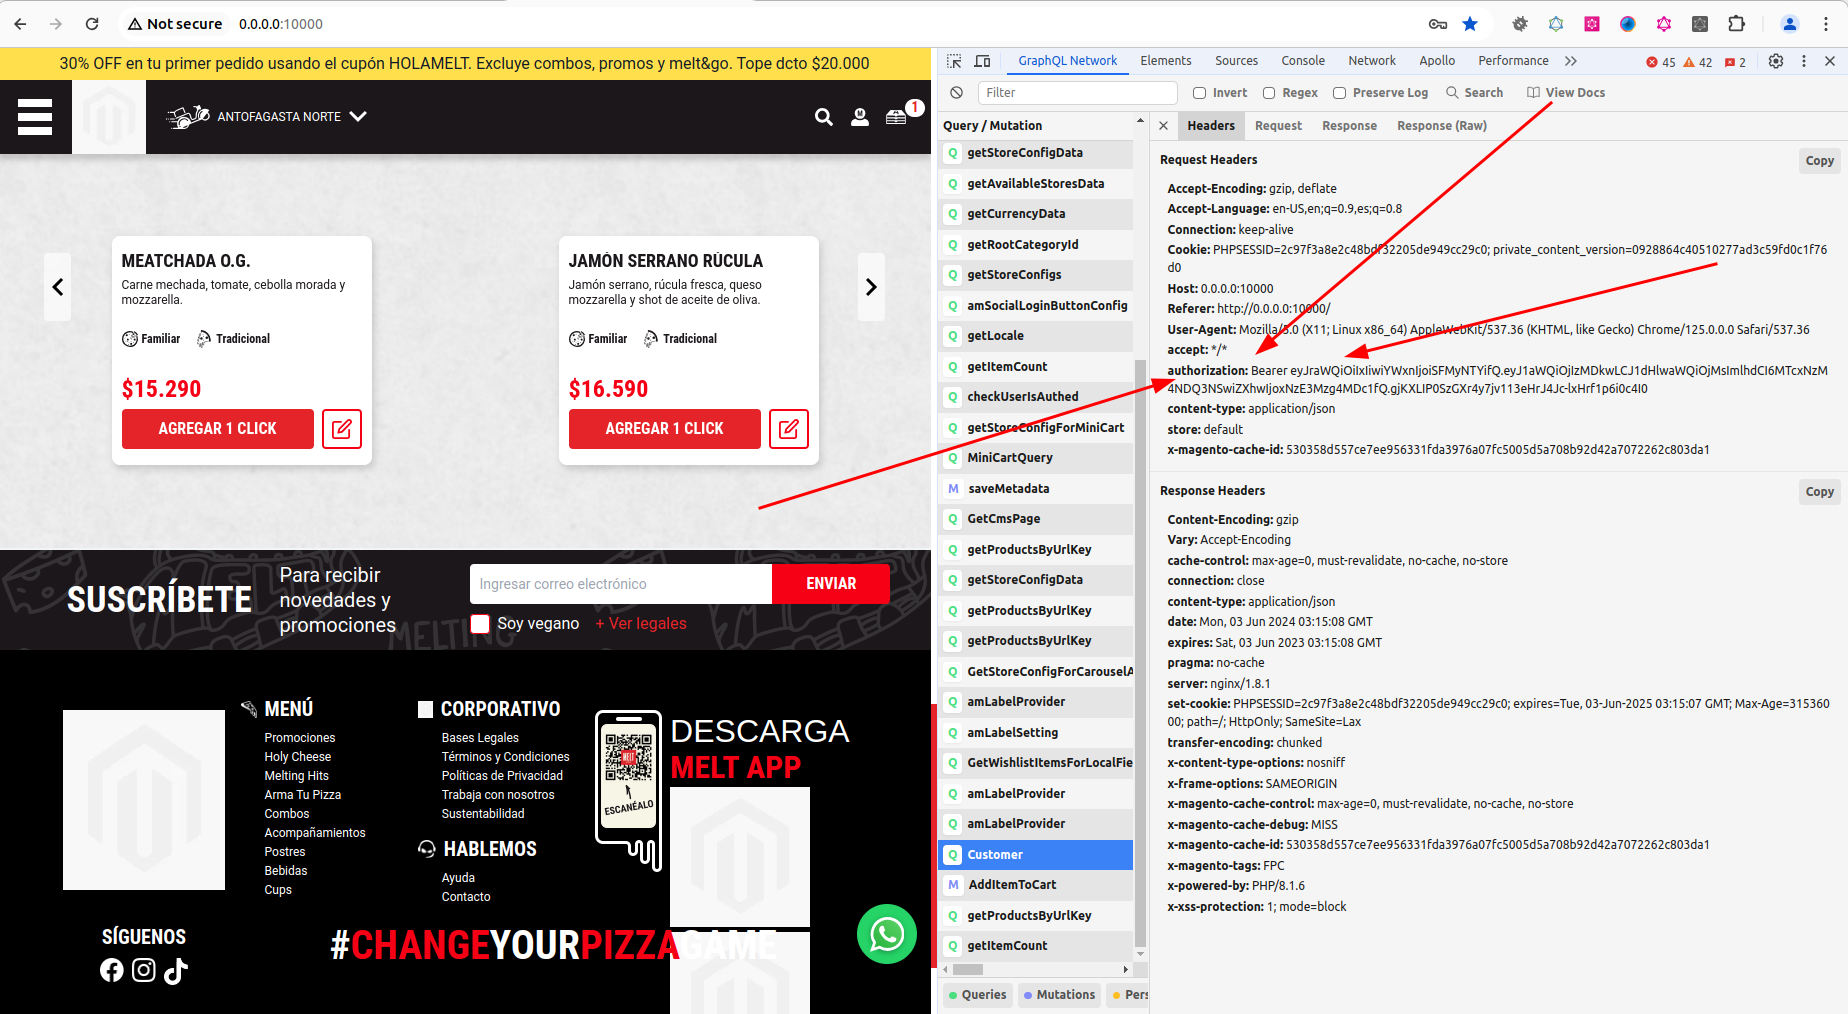 Not secure 0.0.0.0:10000
30% OFF en tu primer pedido usando el cupón HOLAMELT. Excluye combos, promos y melt&go. Tope dcto $20.000
ANTOFAGASTA NORTE
1
MEATCHADA O.G.
Carne mechada, tomate, cebolla morada y
mozzarella.
Familiar Tradicional
$15.290
AGREGAR 1 CLICK
JAMÓN SERRANO RÚCULA
Jamón serrano, rúcula fresca, queso
mozzarella y shot de aceite de oliva.
Familiar Tradicional
$16.590
AGREGAR 1 CLICK
SUSCRÍBETE
Para recibir
novedades y
promociones
Ingresar correo electrónico
ENVIAR
Soy vegano + Ver legales
MELTING
MENÚ
Promociones
Holy Cheese
Melting Hits
Arma Tu Pizza
Combos
Acompañamientos
Postres
Bebidas
Cups
CORPORATIVO
Bases Legales
Términos y Condiciones
Políticas de Privacidad
Trabaja con nosotros
Sustentabilidad
HABLEMOS
Ayuda
Contacto
MELT
ESCANÉALO
DESCARGA
MELT APP
SÍGUENOS
#CHANGEYOURPIZZAGAME
GraphQL Network Elements Sources Console Network Apollo Performance 45 42 2
Filter Invert Regex Preserve Log Search View Docs
Query / Mutation
Q getStoreConfigData
Q getAvailableStoresData
Q getCurrencyData
Q getRootCategoryId
Q getStoreConfigs
Q amSocialLoginButtonConfig
Q getLocale
Q getItemCount
Q checkUserIsAuthed
Q getStoreConfigForMiniCart
Q MiniCartQuery
M saveMetadata
Q GetCmsPage
Q getProductsByUrlKey
Q getStoreConfigData
Q getProductsByUrlKey
Q getProductsByUrlKey
Q GetStoreConfigForCarouselA
Q amLabelProvider
Q amLabelSetting
Q GetWishlistItemsForLocalFie
Q amLabelProvider
Q amLabelProvider
Q Customer
M AddItemToCart
Q getProductsByUrlKey
Q getItemCount
Queries Mutations Pers
Headers Request Response Response (Raw)
Request Headers
Copy
Accept-Encoding: gzip, deflate
Accept-Language: en-US,en;q=0.9,es;q=0.8
Connection: keep-alive
Cookie: PHPSESSID=2c97f3a8e2c48bdf32205de949cc29c0; private_content_version=0928864c40510277ad3c59fd0c1f76
d0
Host: 0.0.0.0:10000
Referer: http://0.0.0.0:10000/
User-Agent: Mozilla/5.0 (X11; Linux x86_64) AppleWebKit/537.36 (KHTML, like Gecko) Chrome/125.0.0.0 Safari/537.36
accept: */*
authorization: Bearer eyJraWQiOiIxIiwiYWxnIjoiSFMyNTYifQ.eyJ1aWQiOjIzMDkwLCJ1dHlwaWQiOjMsImlhdCI6MTcxNzM
4NDQ3NSwiZXhwIjoxNzE3Mzg4MDc1fQ.gjKXLIP0SzGXr4y7jv113eHrJ4Jc-lxHrf1p6i0c4I0
content-type: application/json
store: default
x-magento-cache-id: 530358d557ce7ee956331fda3976a07fc5005d5a708b92d42a7072262c803da1
Response Headers
Copy
Content-Encoding: gzip
Vary: Accept-Encoding
cache-control: max-age=0, must-revalidate, no-cache, no-store
connection: close
content-type: application/json
date: Mon, 03 Jun 2024 03:15:08 GMT
expires: Sat, 03 Jun 2023 03:15:08 GMT
pragma: no-cache
server: nginx/1.8.1
set-cookie: PHPSESSID=2c97f3a8e2c48bdf32205de949cc29c0; expires=Tue, 03-Jun-2025 03:15:07 GMT; Max-Age=315360
00; path=/; HttpOnly; SameSite=Lax
transfer-encoding: chunked
x-content-type-options: nosniff
x-frame-options: SAMEORIGIN
x-magento-cache-control: max-age=0, must-revalidate, no-cache, no-store
x-magento-cache-debug: MISS
x-magento-cache-id: 530358d557ce7ee956331fda3976a07fc5005d5a708b92d42a7072262c803da1
x-magento-tags: FPC
x-powered-by: PHP/8.1.6
x-xss-protection: 1; mode=block